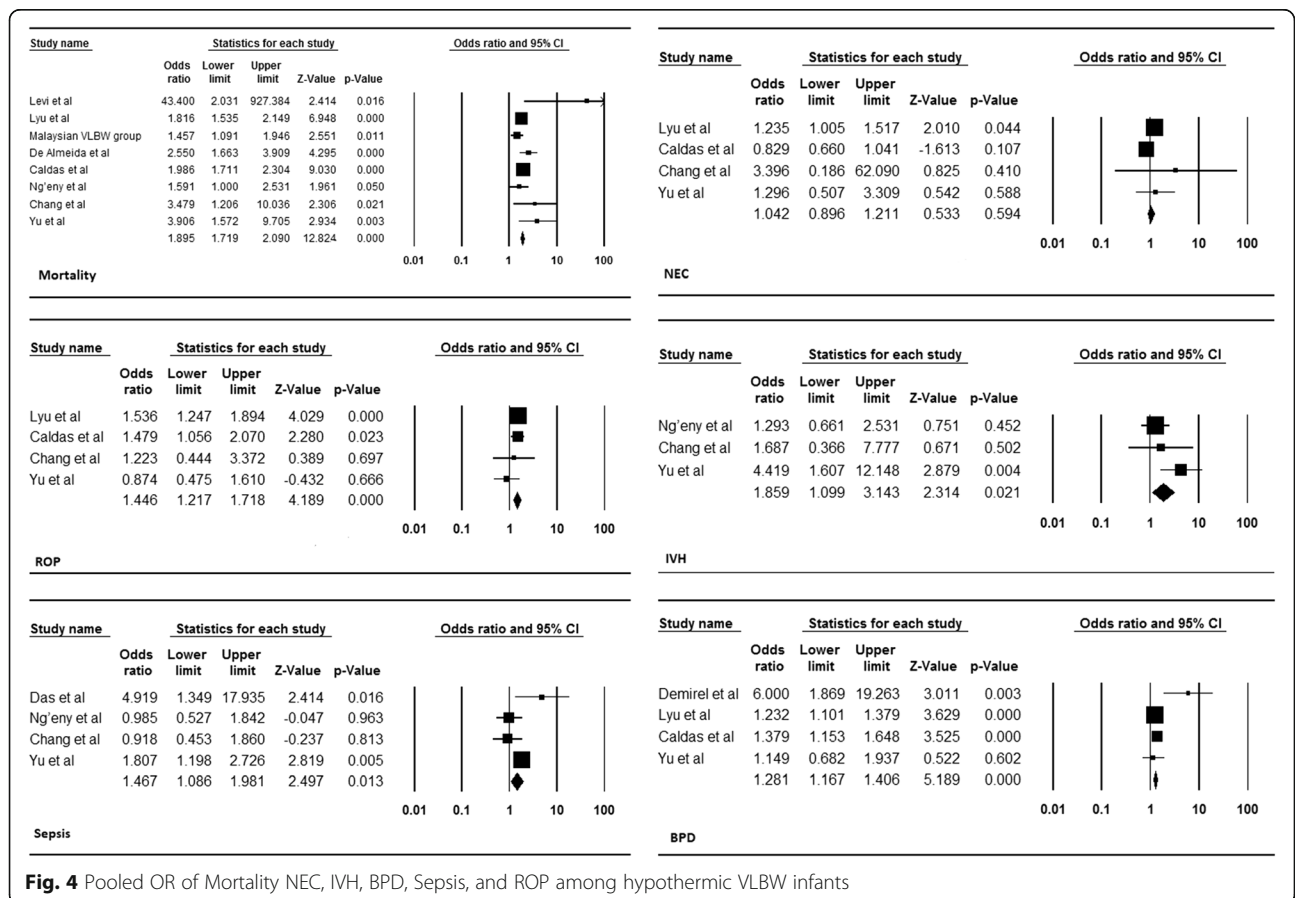 Study name Statistics for each study Odds ratio and 95% CI
Odds Lower Upper
ratio limit limit Z-Value p-Value
Levi et al 43.400 2.031 927.384 2.414 0.016
Lyu et al 1.816 1.535 2.149 6.948 0.000
Malaysian VLBW group 1.457 1.091 1.946 2.551 0.011
De Almeida et al 2.550 1.663 3.909 4.295 0.000
Caldas et al 1.986 1.711 2.304 9.030 0.000
Ng'eny et al 1.591 1.000 2.531 1.961 0.050
Chang et al 3.479 1.206 10.036 2.306 0.021
Yu et al 3.906 1.572 9.705 2.934 0.003
1.895 1.719 2.090 12.824 0.000
0.01 0.1 1 10 100
Mortality
Study name Statistics for each study Odds ratio and 95% CI
Odds Lower Upper
ratio limit limit Z-Value p-Value
Lyu et al 1.235 1.005 1.517 2.010 0.044
Caldas et al 0.829 0.660 1.041 -1.613 0.107
Chang et al 3.396 0.186 62.090 0.825 0.410
Yu et al 1.296 0.507 3.309 0.542 0.588
1.042 0.896 1.211 0.533 0.594
0.01 0.1 1 10 100
NEC
Study name Statistics for each study Odds ratio and 95% CI
Odds Lower Upper
ratio limit limit Z-Value p-Value
Lyu et al 1.536 1.247 1.894 4.029 0.000
Caldas et al 1.479 1.056 2.070 2.280 0.023
Chang et al 1.223 0.444 3.372 0.389 0.697
Yu et al 0.874 0.475 1.610 -0.432 0.666
1.446 1.217 1.718 4.189 0.000
0.01 0.1 1 10 100
ROP
Study name Statistics for each study Odds ratio and 95% CI
Odds Lower Upper
ratio limit limit Z-Value p-Value
Ng'eny et al 1.293 0.661 2.531 0.751 0.452
Chang et al 1.687 0.366 7.777 0.671 0.502
Yu et al 4.419 1.607 12.148 2.879 0.004
1.859 1.099 3.143 2.314 0.021
0.01 0.1 1 10 100
IVH
Study name Statistics for each study Odds ratio and 95% CI
Odds Lower Upper
ratio limit limit Z-Value p-Value
Das et al 4.919 1.349 17.935 2.414 0.016
Ng'eny et al 0.985 0.527 1.842 -0.047 0.963
Chang et al 0.918 0.453 1.860 -0.237 0.813
Yu et al 1.807 1.198 2.726 2.819 0.005
1.467 1.086 1.981 2.497 0.013
0.01 0.1 1 10 100
Sepsis
Study name Statistics for each study Odds ratio and 95% CI
Odds Lower Upper
ratio limit limit Z-Value p-Value
Demirel et al 6.000 1.869 19.263 3.011 0.003
Lyu et al 1.232 1.101 1.379 3.629 0.000
Caldas et al 1.379 1.153 1.648 3.525 0.000
Yu et al 1.149 0.682 1.937 0.522 0.602
1.281 1.167 1.406 5.189 0.000
0.01 0.1 1 10 100
BPD
Fig. 4 Pooled OR of Mortality NEC, IVH, BPD, Sepsis, and ROP among hypothermic VLBW infants